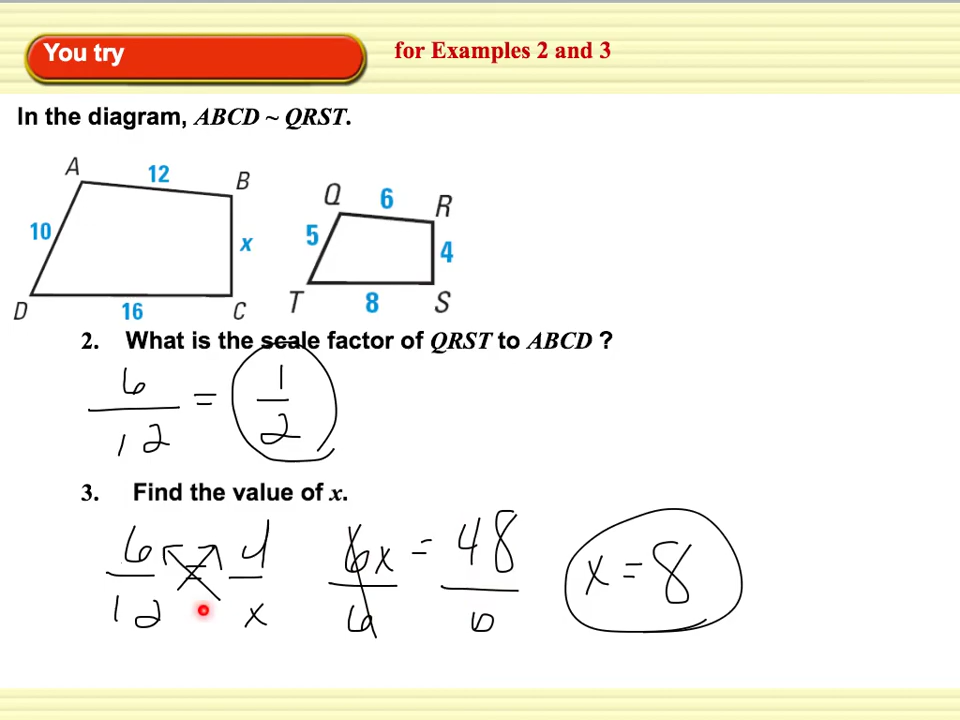 You try
for Examples 2 and 3
In the diagram, ABCD ~ QRST.
A 12 B
Q 6 R
10 x 5 4
D 16 C T 8 S
2. What is the scale factor of QRST to ABCD ?
6/12 = 1/2
3. Find the value of x.
6/12 = 4/x 6x/6 = 48/6 x = 8